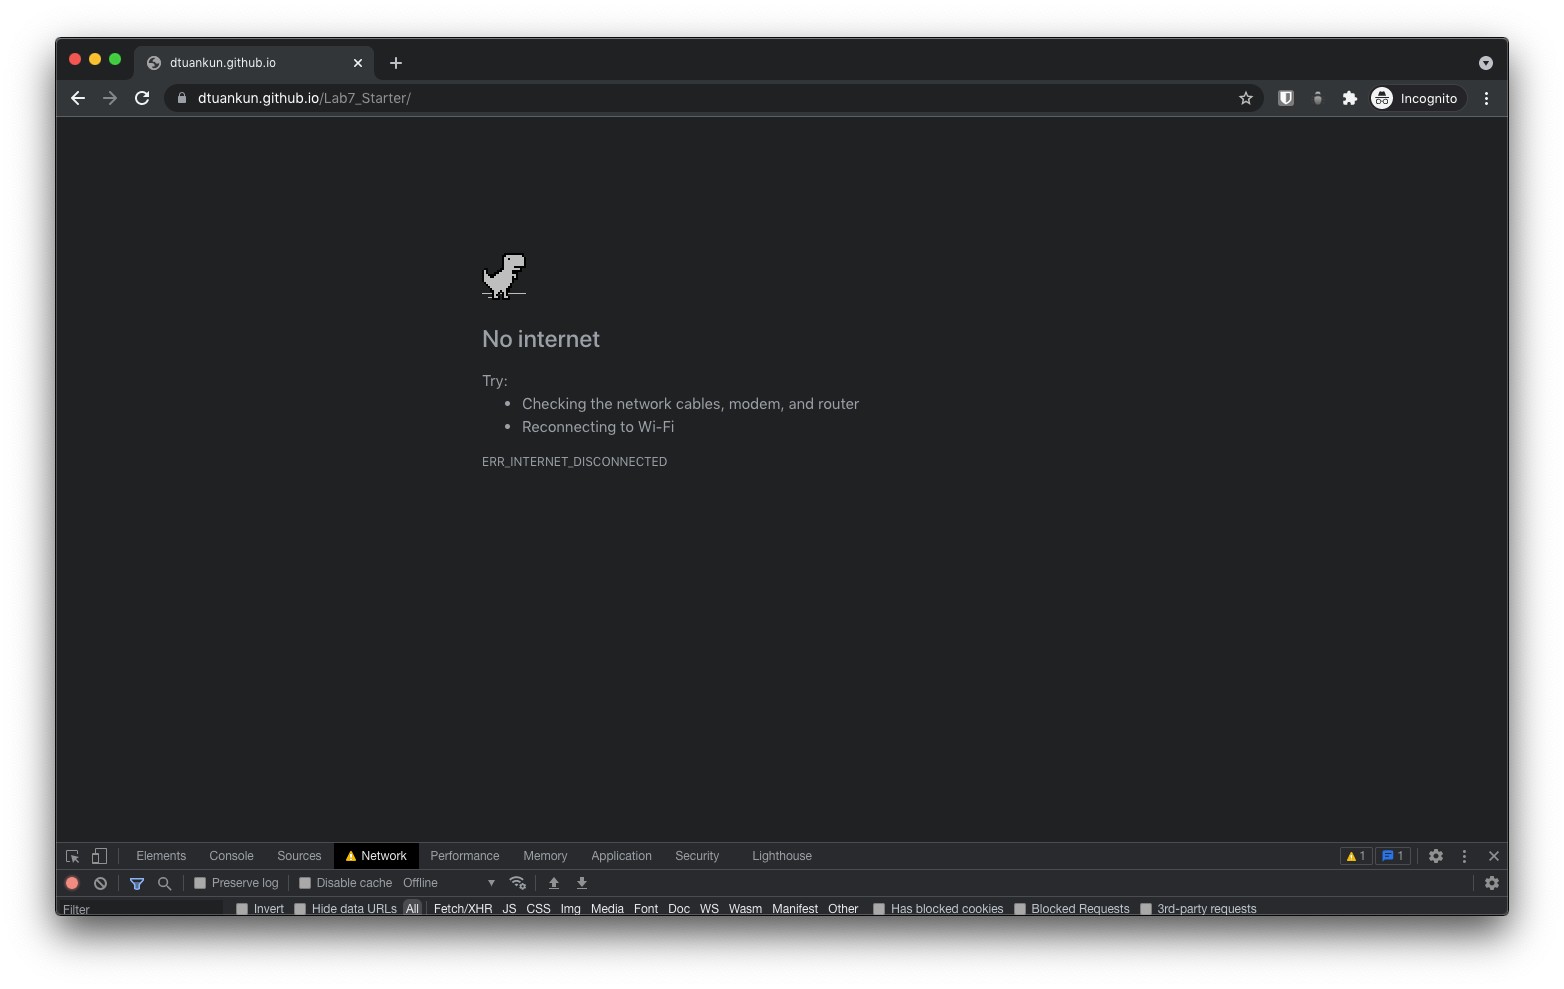 dtuankun.github.io
dtuankun.github.io/Lab7_Starter/
Incognito
No internet
Try:
• Checking the network cables, modem, and router
• Reconnecting to Wi-Fi
ERR_INTERNET_DISCONNECTED
Elements Console Sources Network Performance Memory Application Security Lighthouse 1 1
Preserve log Disable cache Offline
Filter Invert Hide data URLs All Fetch/XHR JS CSS Img Media Font Doc WS Wasm Manifest Other Has blocked cookies Blocked Requests 3rd-party requests